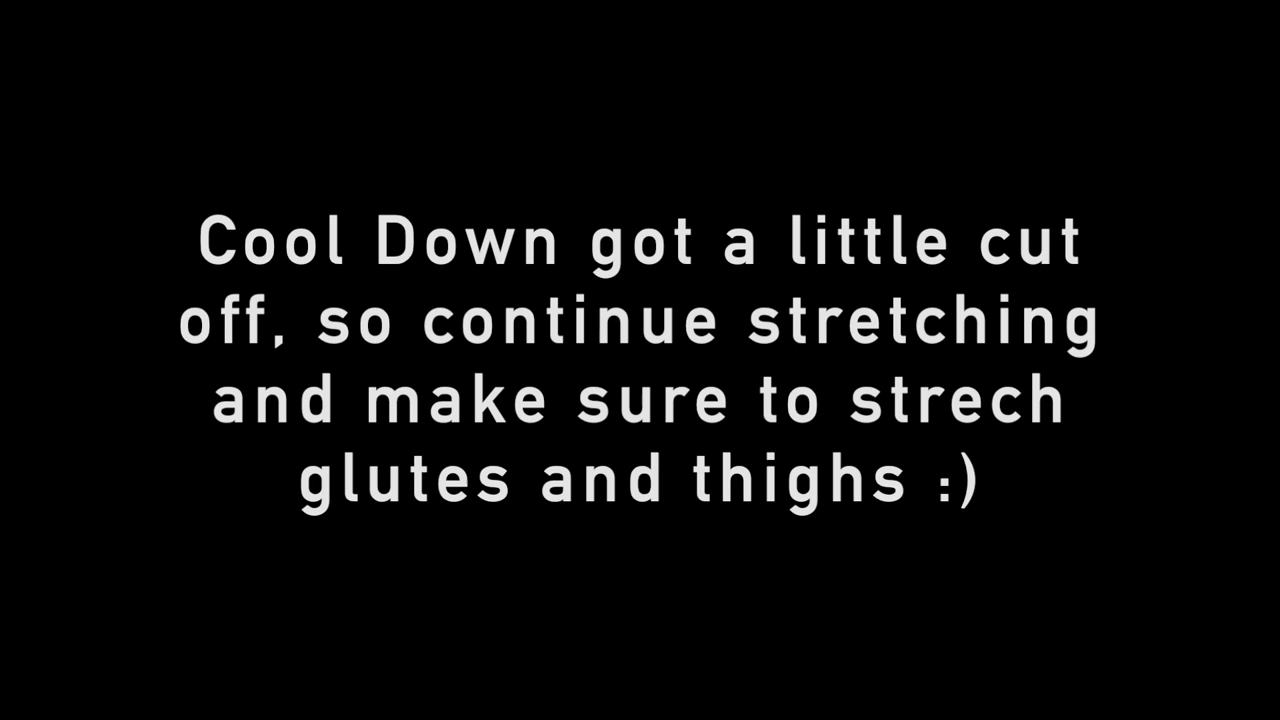 Cool Down got a little cut
off, so continue stretching
and make sure to strech
glutes and thighs :)